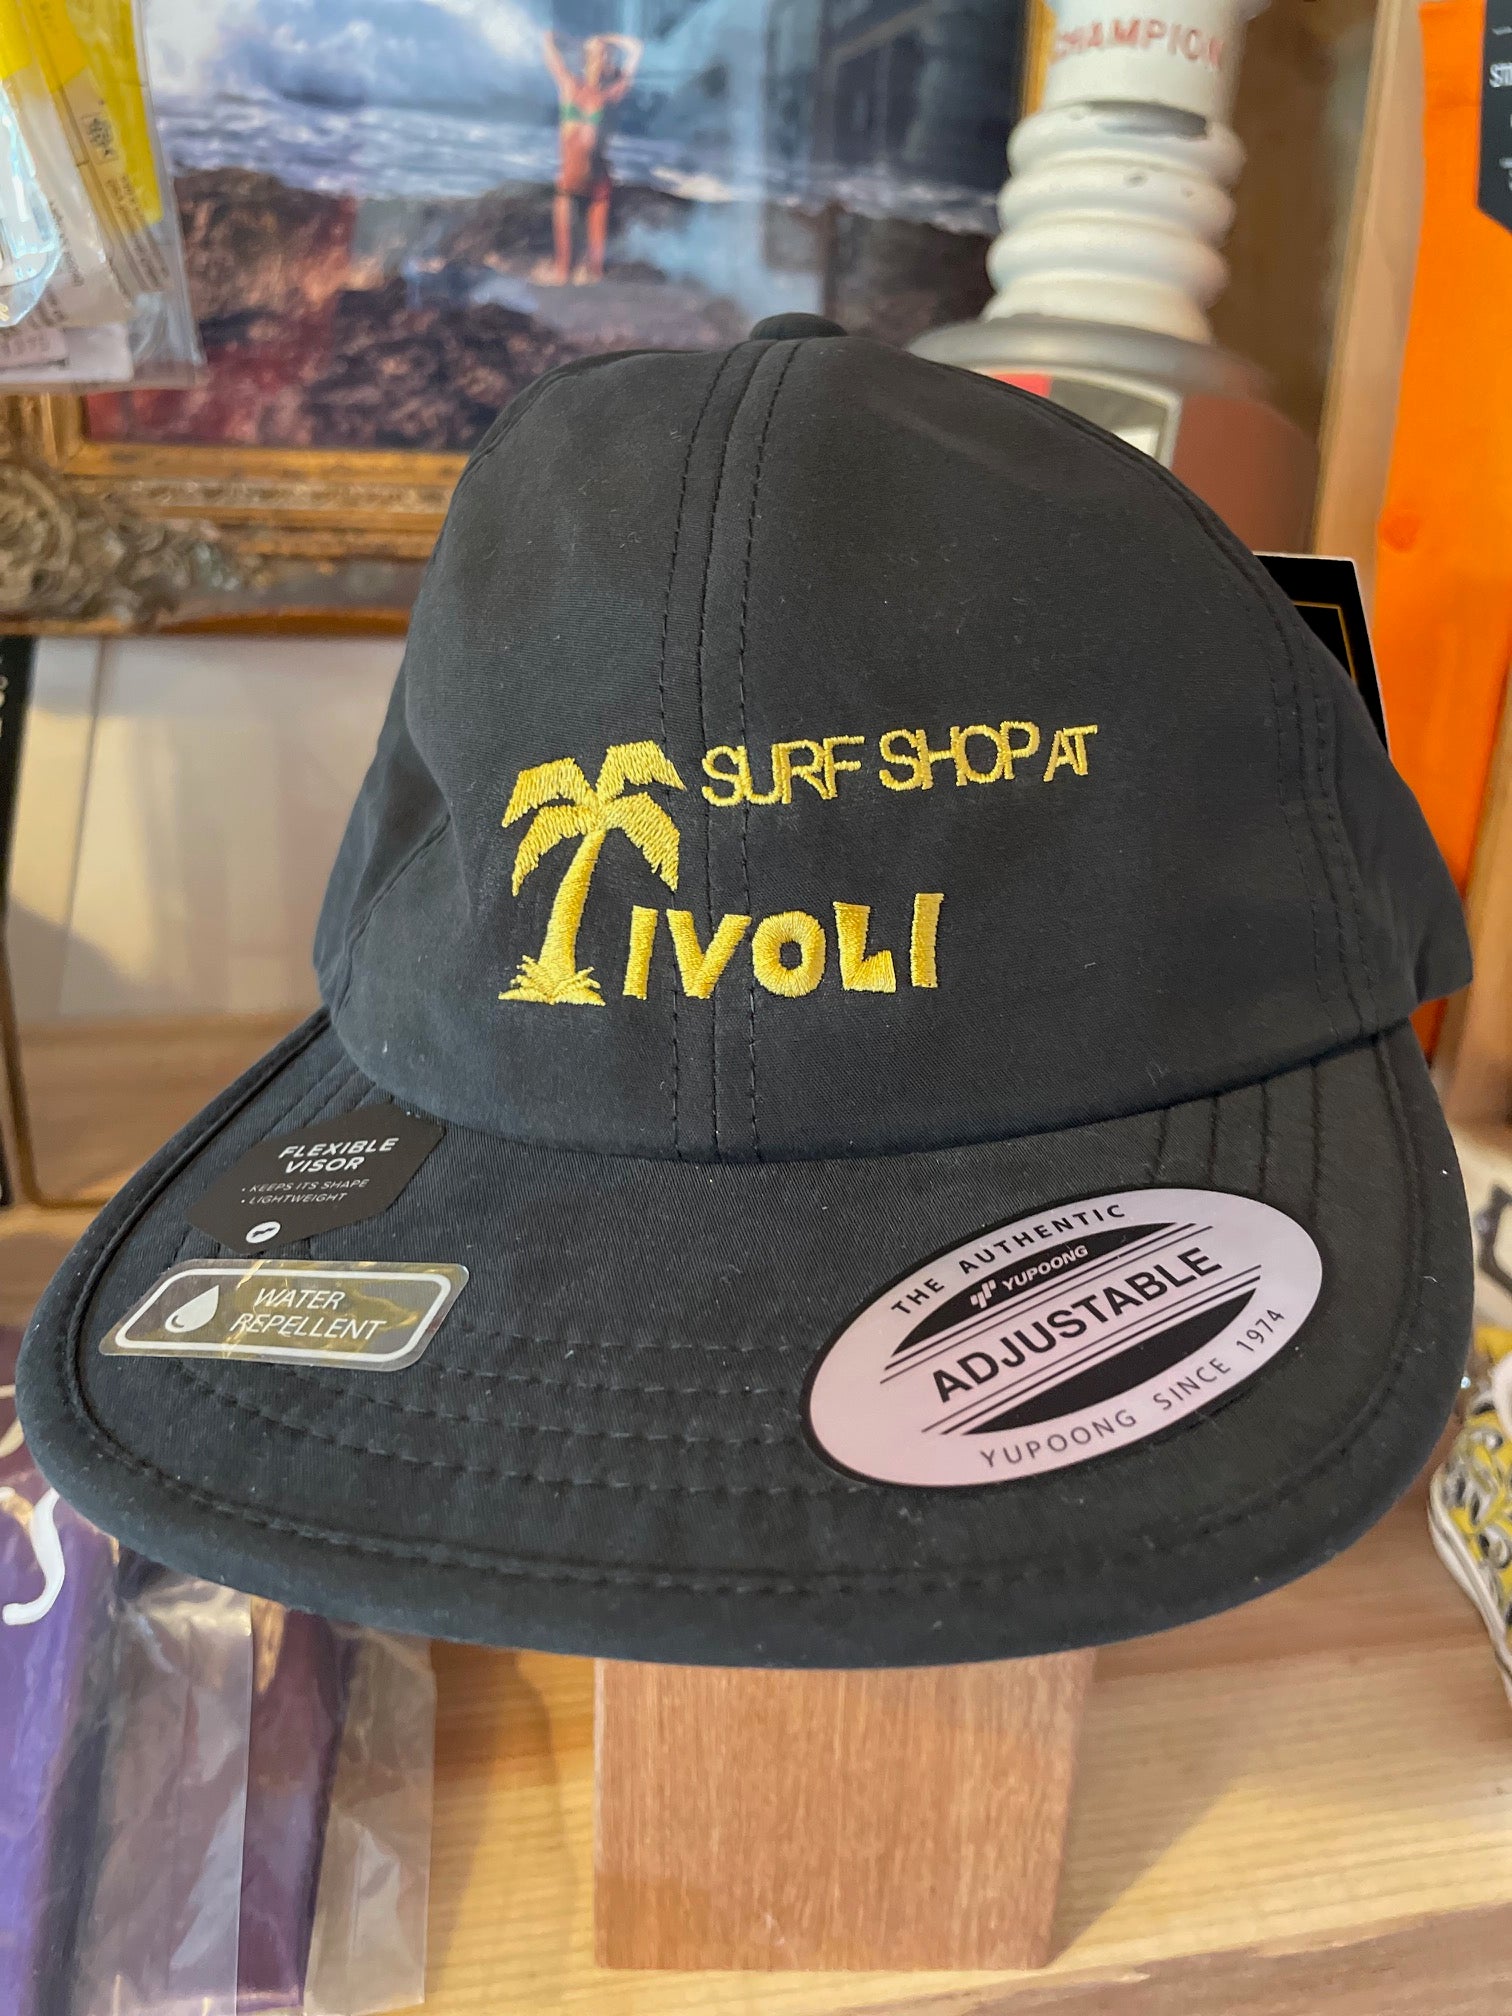 CHAMPION
SURF SHOP AT
TIVOLI
FLEXIBLE
VISOR
• KEEPS ITS SHAPE
• LIGHTWEIGHT
WATER
REPELLENT
THE AUTHENTIC
YUPOONG
ADJUSTABLE
YUPOONG SINCE 1974